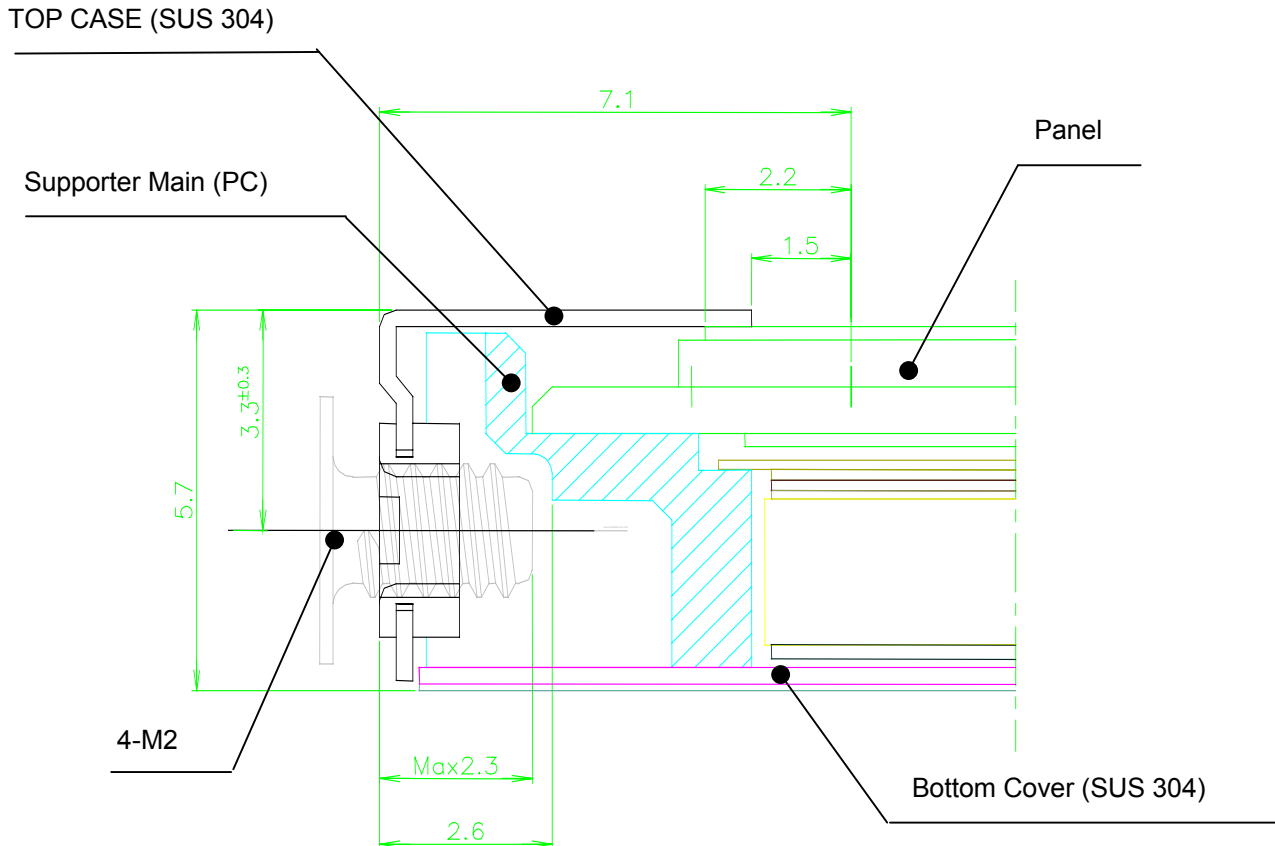 TOP CASE (SUS 304)
7.1
Panel
Supporter Main (PC)
2.2
1.5
3.3±0.3
5.7
4-M2
Max2.3
Bottom Cover (SUS 304)
2.6